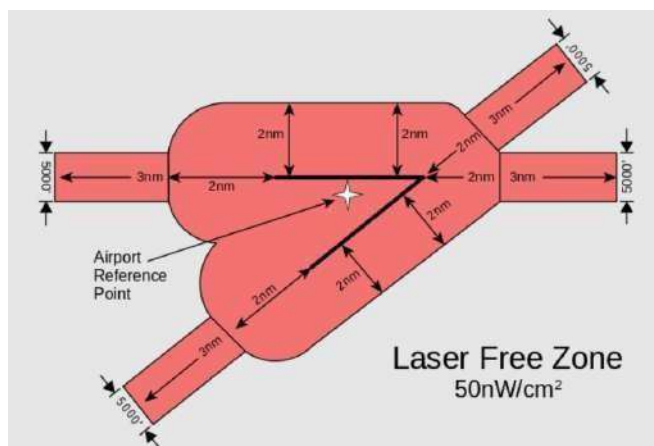 5000'
2nm
2nm
3nm
2nm
5000'
3nm
2nm
2nm
3nm
5000'
2nm
Airport
Reference
Point
2nm
2nm
3nm
5000'
Laser Free Zone
50nW/cm²